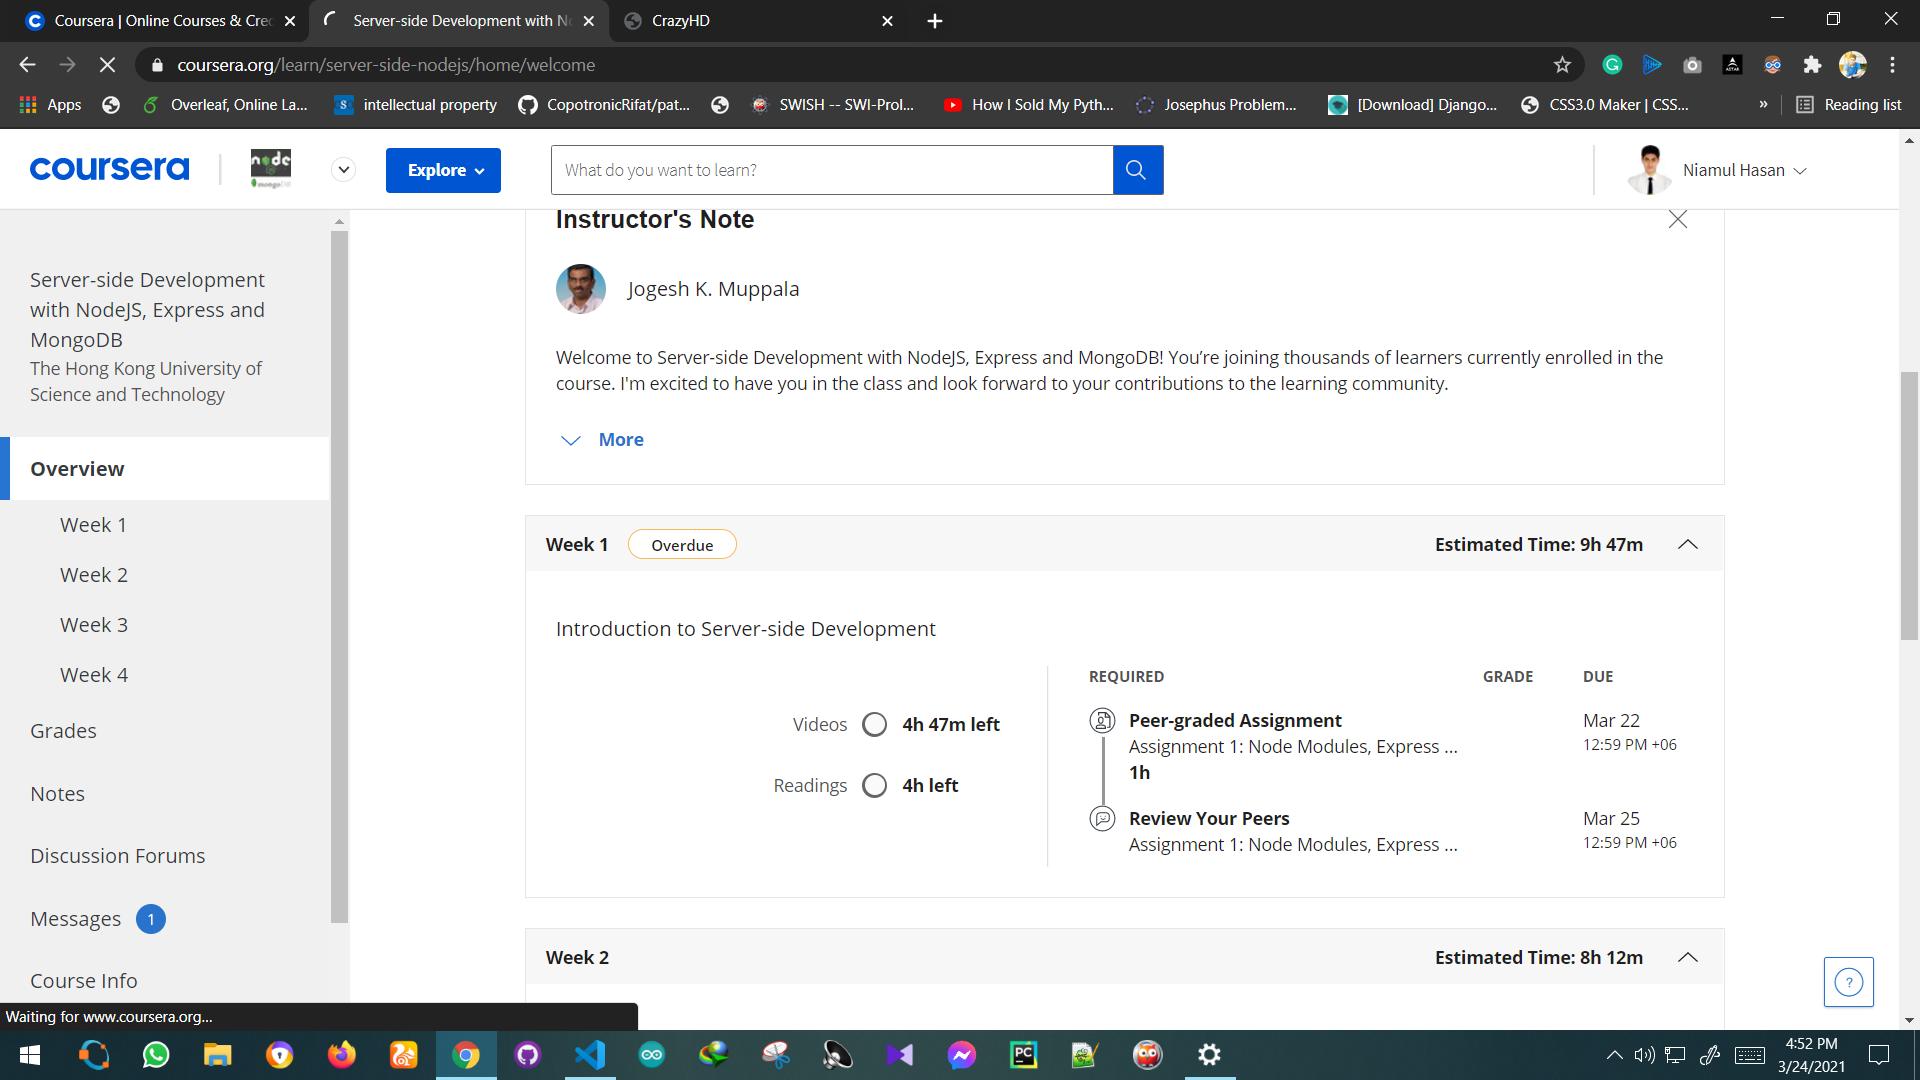 Coursera | Online Courses & Cre
Server-side Development with N
CrazyHD
coursera.org/learn/server-side-nodejs/home/welcome
Apps
Overleaf, Online La...
intellectual property
CopotronicRifat/pat...
SWISH -- SWI-Prol...
How I Sold My Pyth...
Josephus Problem...
[Download] Django...
CSS3.0 Maker | CSS...
»
Reading list
coursera
node
mongoDB
Explore
What do you want to learn?
Niamul Hasan
Server-side Development
with NodeJS, Express and
MongoDB
The Hong Kong University of
Science and Technology
Overview
Week 1
Week 2
Week 3
Week 4
Grades
Notes
Discussion Forums
Messages 1
Course Info
Instructor's Note
Jogesh K. Muppala
Welcome to Server-side Development with NodeJS, Express and MongoDB! You’re joining thousands of learners currently enrolled in the
course. I'm excited to have you in the class and look forward to your contributions to the learning community.
More
Week 1 Overdue Estimated Time: 9h 47m
Introduction to Server-side Development
Videos 4h 47m left
Readings 4h left
REQUIRED GRADE DUE
Peer-graded Assignment Mar 22
Assignment 1: Node Modules, Express ... 12:59 PM +06
1h
Review Your Peers Mar 25
Assignment 1: Node Modules, Express ... 12:59 PM +06
Week 2 Estimated Time: 8h 12m
?
Waiting for www.coursera.org...
PC
4:52 PM
3/24/2021